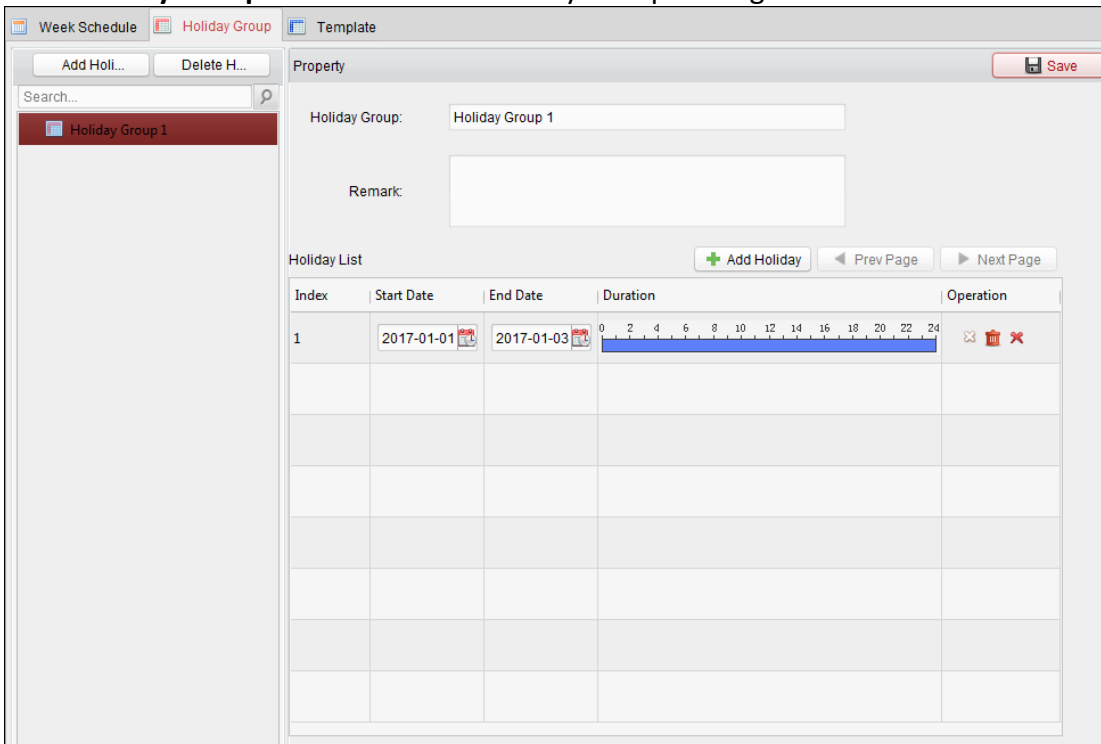 Week Schedule Holiday Group Template
Add Holi... Delete H... Property Save
Search...
Holiday Group 1
Holiday Group: Holiday Group 1
Remark:
Holiday List Add Holiday Prev Page Next Page
Index Start Date End Date Duration Operation
0 2 4 6 8 10 12 14 16 18 20 22 24
1 2017-01-01 2017-01-03